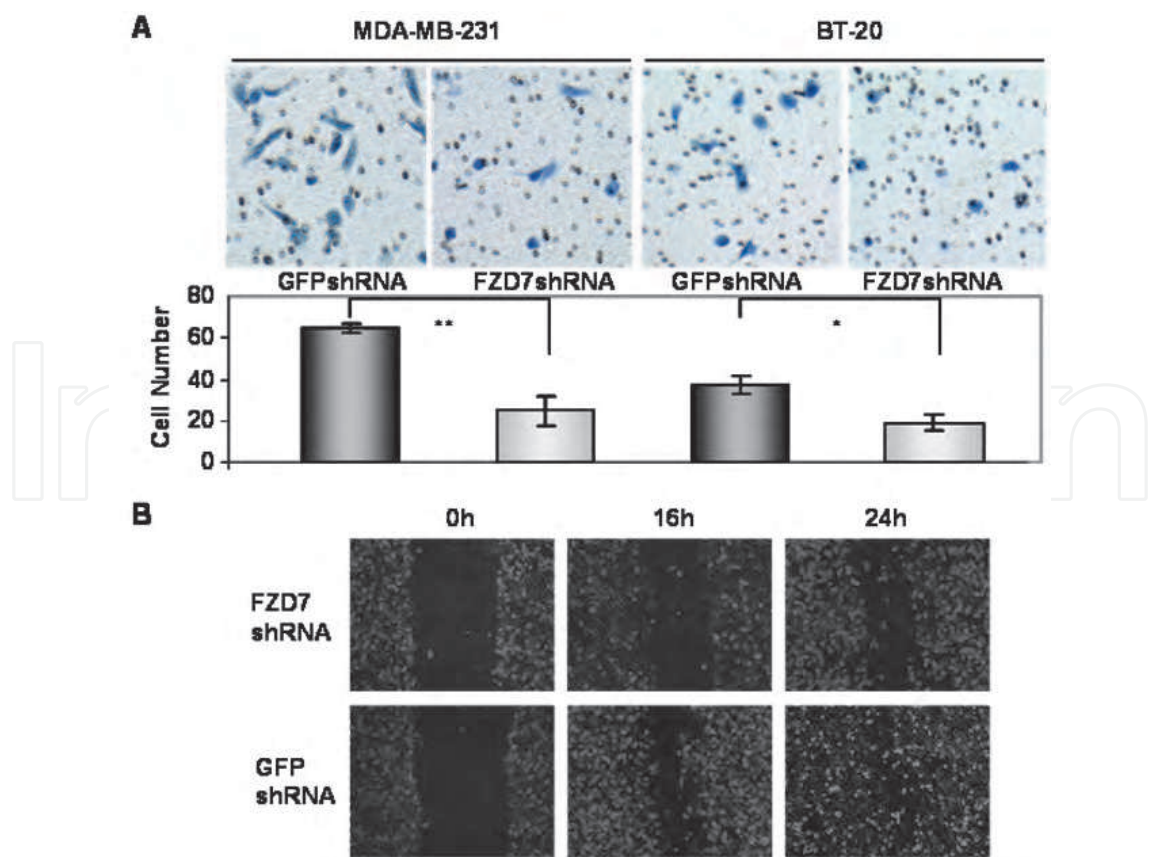 A
MDA-MB-231 BT-20
GFPshRNA FZD7shRNA GFPshRNA FZD7shRNA
80
60
40
20
0
Cell Number
** *
B
0h 16h 24h
FZD7
shRNA
GFP
shRNA